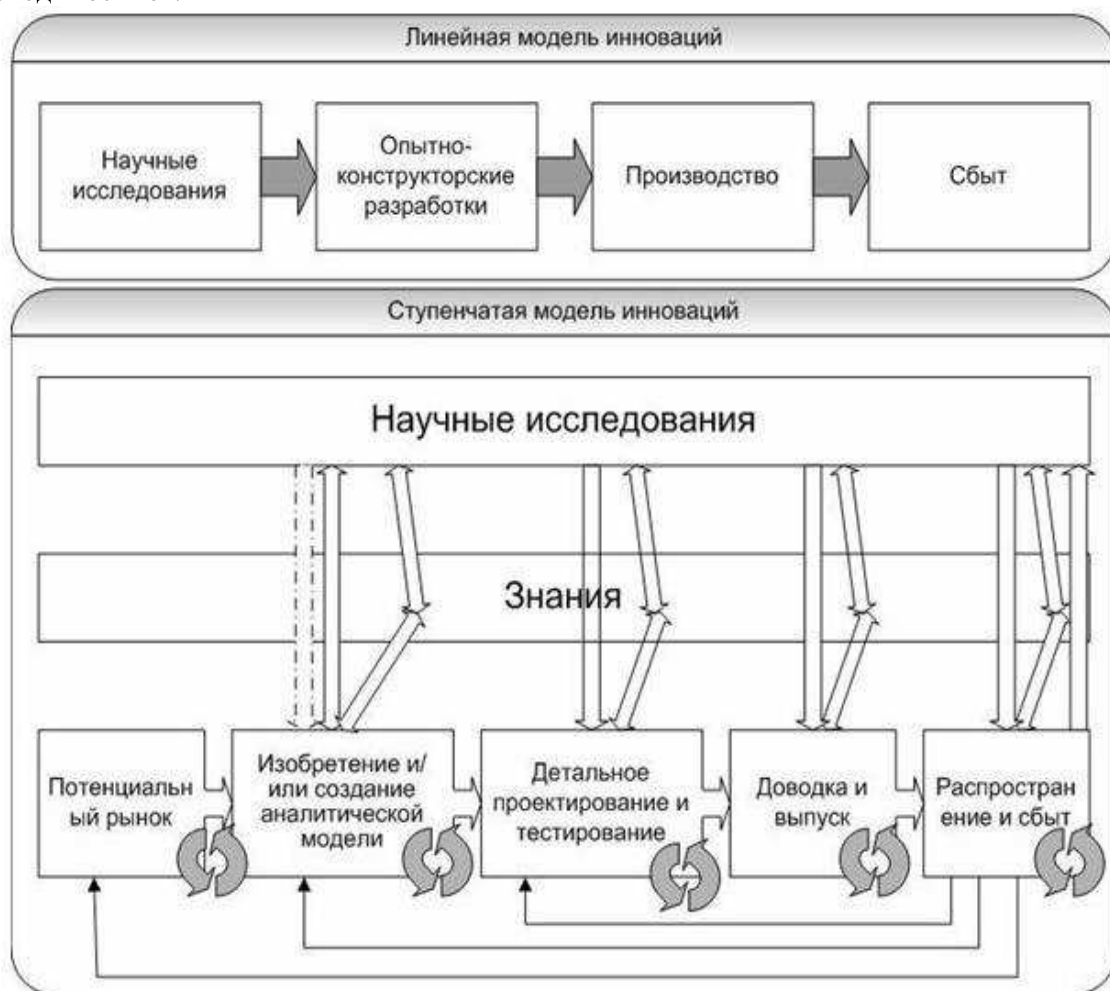 Линейная модель инноваций
Научные
исследования
Опытно-
конструкторские
разработки
Производство
Сбыт
Ступенчатая модель инноваций
Научные исследования
Знания
Потенциальн
ый рынок
Изобретение и/
или создание
аналитической
модели
Детальное
проектирование и
тестирование
Доводка и
выпуск
Распростран
ение и сбыт